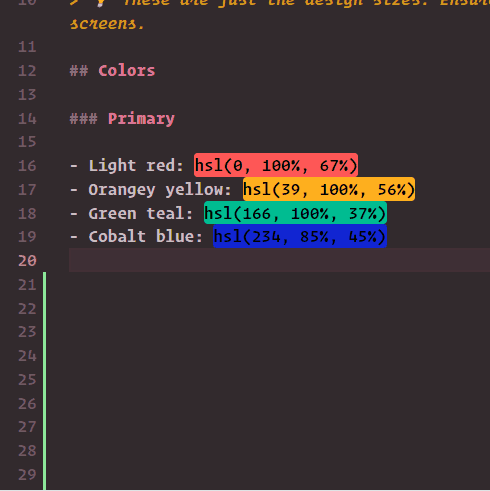 10 > 💡 These are just the design sizes. Ensure
screens.
11
12 ## Colors
13
14 ### Primary
15
16 - Light red: hsl(0, 100%, 67%)
17 - Orangey yellow: hsl(39, 100%, 56%)
18 - Green teal: hsl(166, 100%, 37%)
19 - Cobalt blue: hsl(234, 85%, 45%)
20
21
22
23
24
25
26
27
28
29